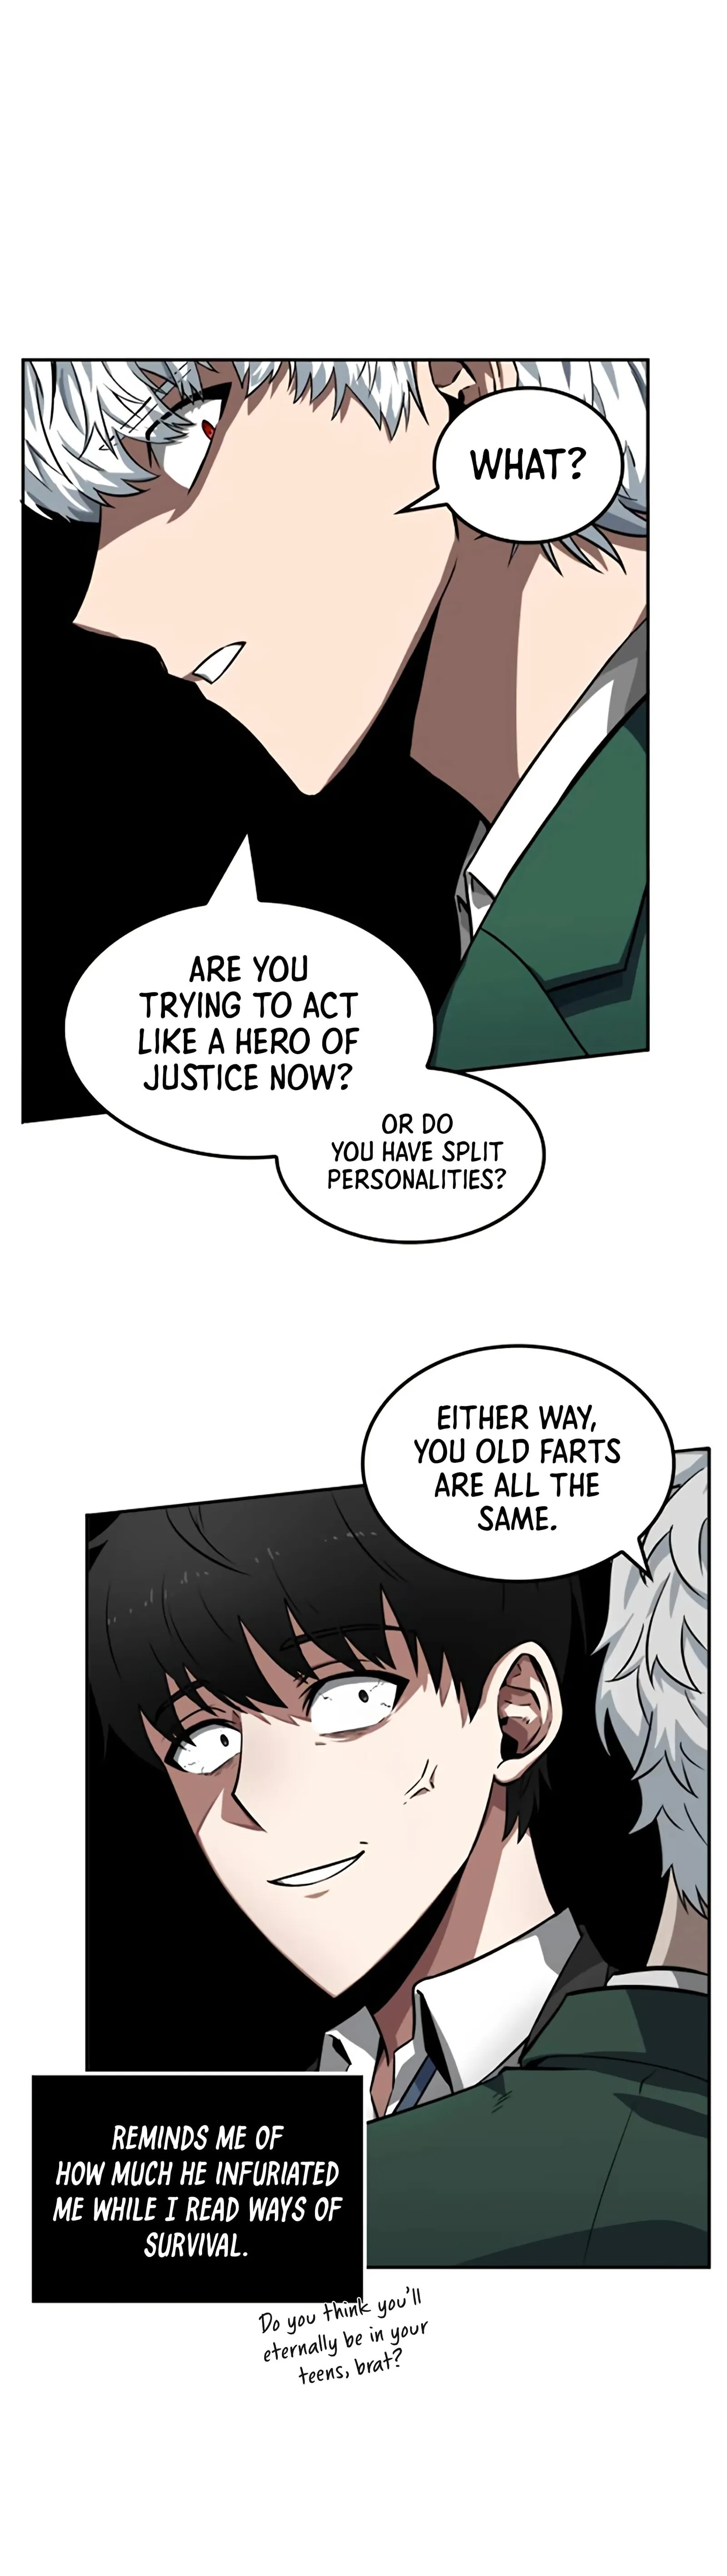 WHAT?
ARE YOU
TRYING TO ACT
LIKE A HERO OF
JUSTICE NOW?
OR DO
YOU HAVE SPLIT
PERSONALITIES?
EITHER WAY,
YOU OLD FARTS
ARE ALL THE
SAME.
REMINDS ME OF
HOW MUCH HE INFURIATED
ME WHILE I READ WAYS OF
SURVIVAL.
Do you think you'll
eternally be in your
teens, brat?